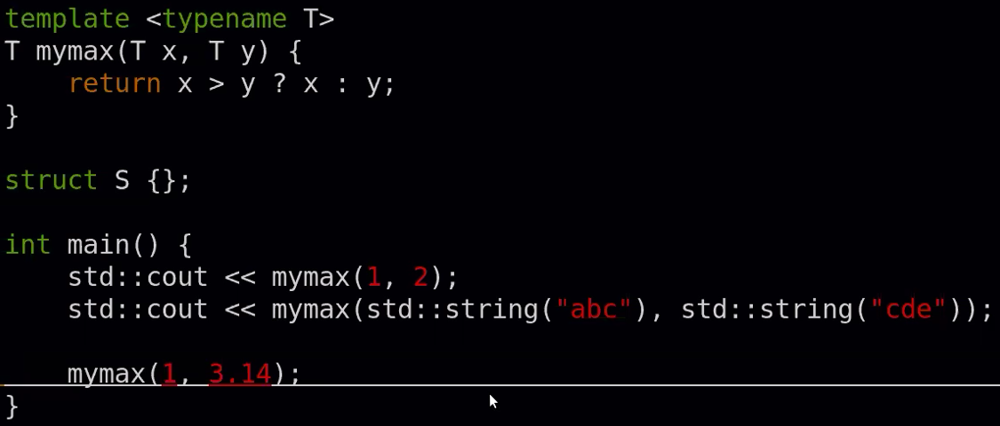 template <typename T>
T mymax(T x, T y) {
    return x > y ? x : y;
}
struct S {};
int main() {
    std::cout << mymax(1, 2);
    std::cout << mymax(std::string("abc"), std::string("cde"));
    mymax(1, 3.14);
}